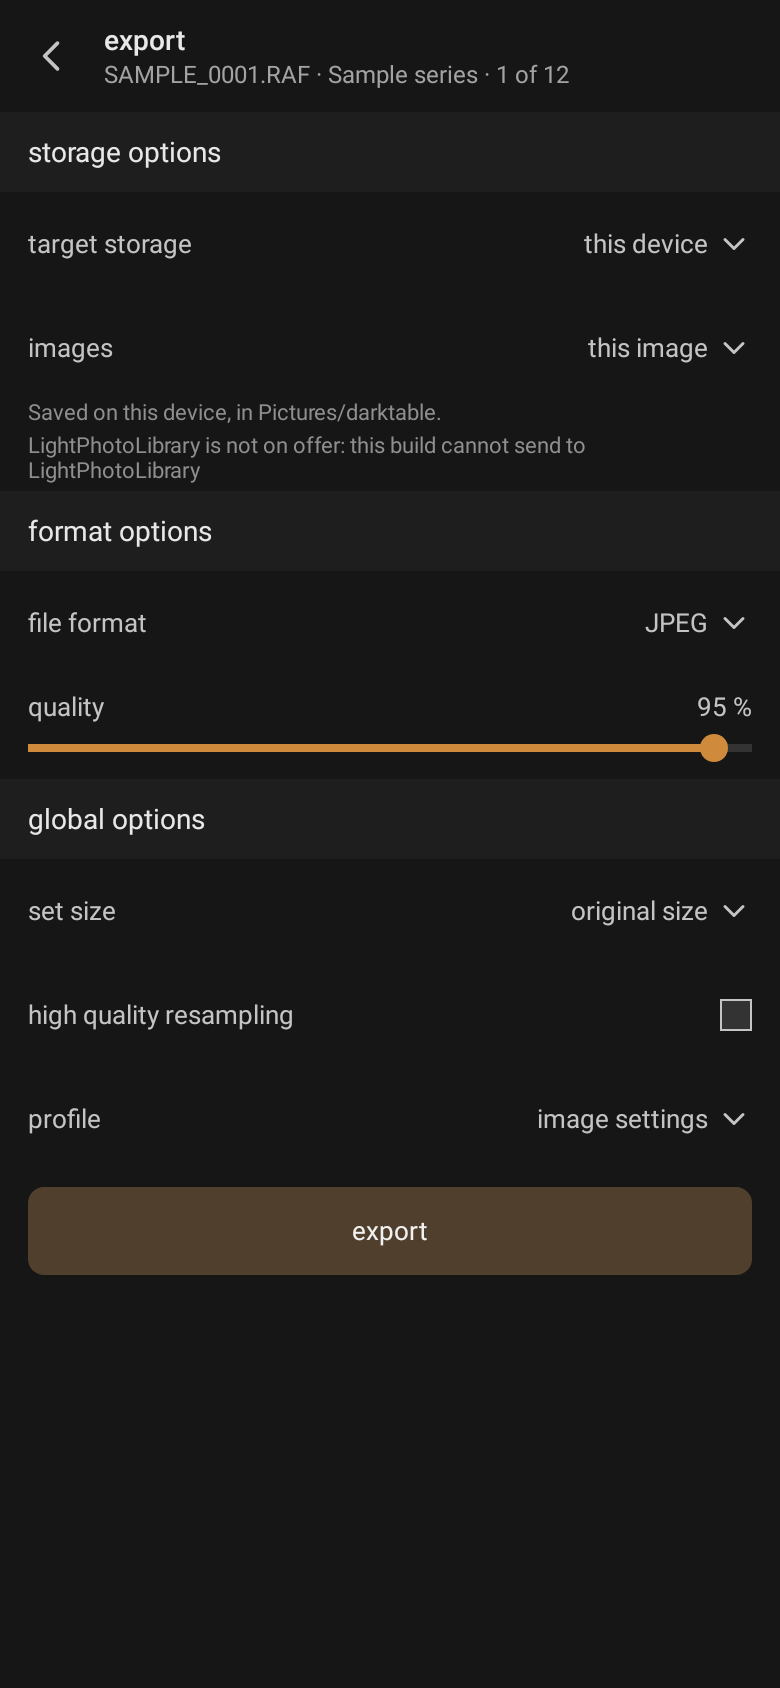 export
SAMPLE_0001.RAF · Sample series · 1 of 12
storage options
target storage this device
images this image
Saved on this device, in Pictures/darktable.
LightPhotoLibrary is not on offer: this build cannot send to
LightPhotoLibrary
format options
file format JPEG
quality 95 %
global options
set size original size
high quality resampling
profile image settings
export